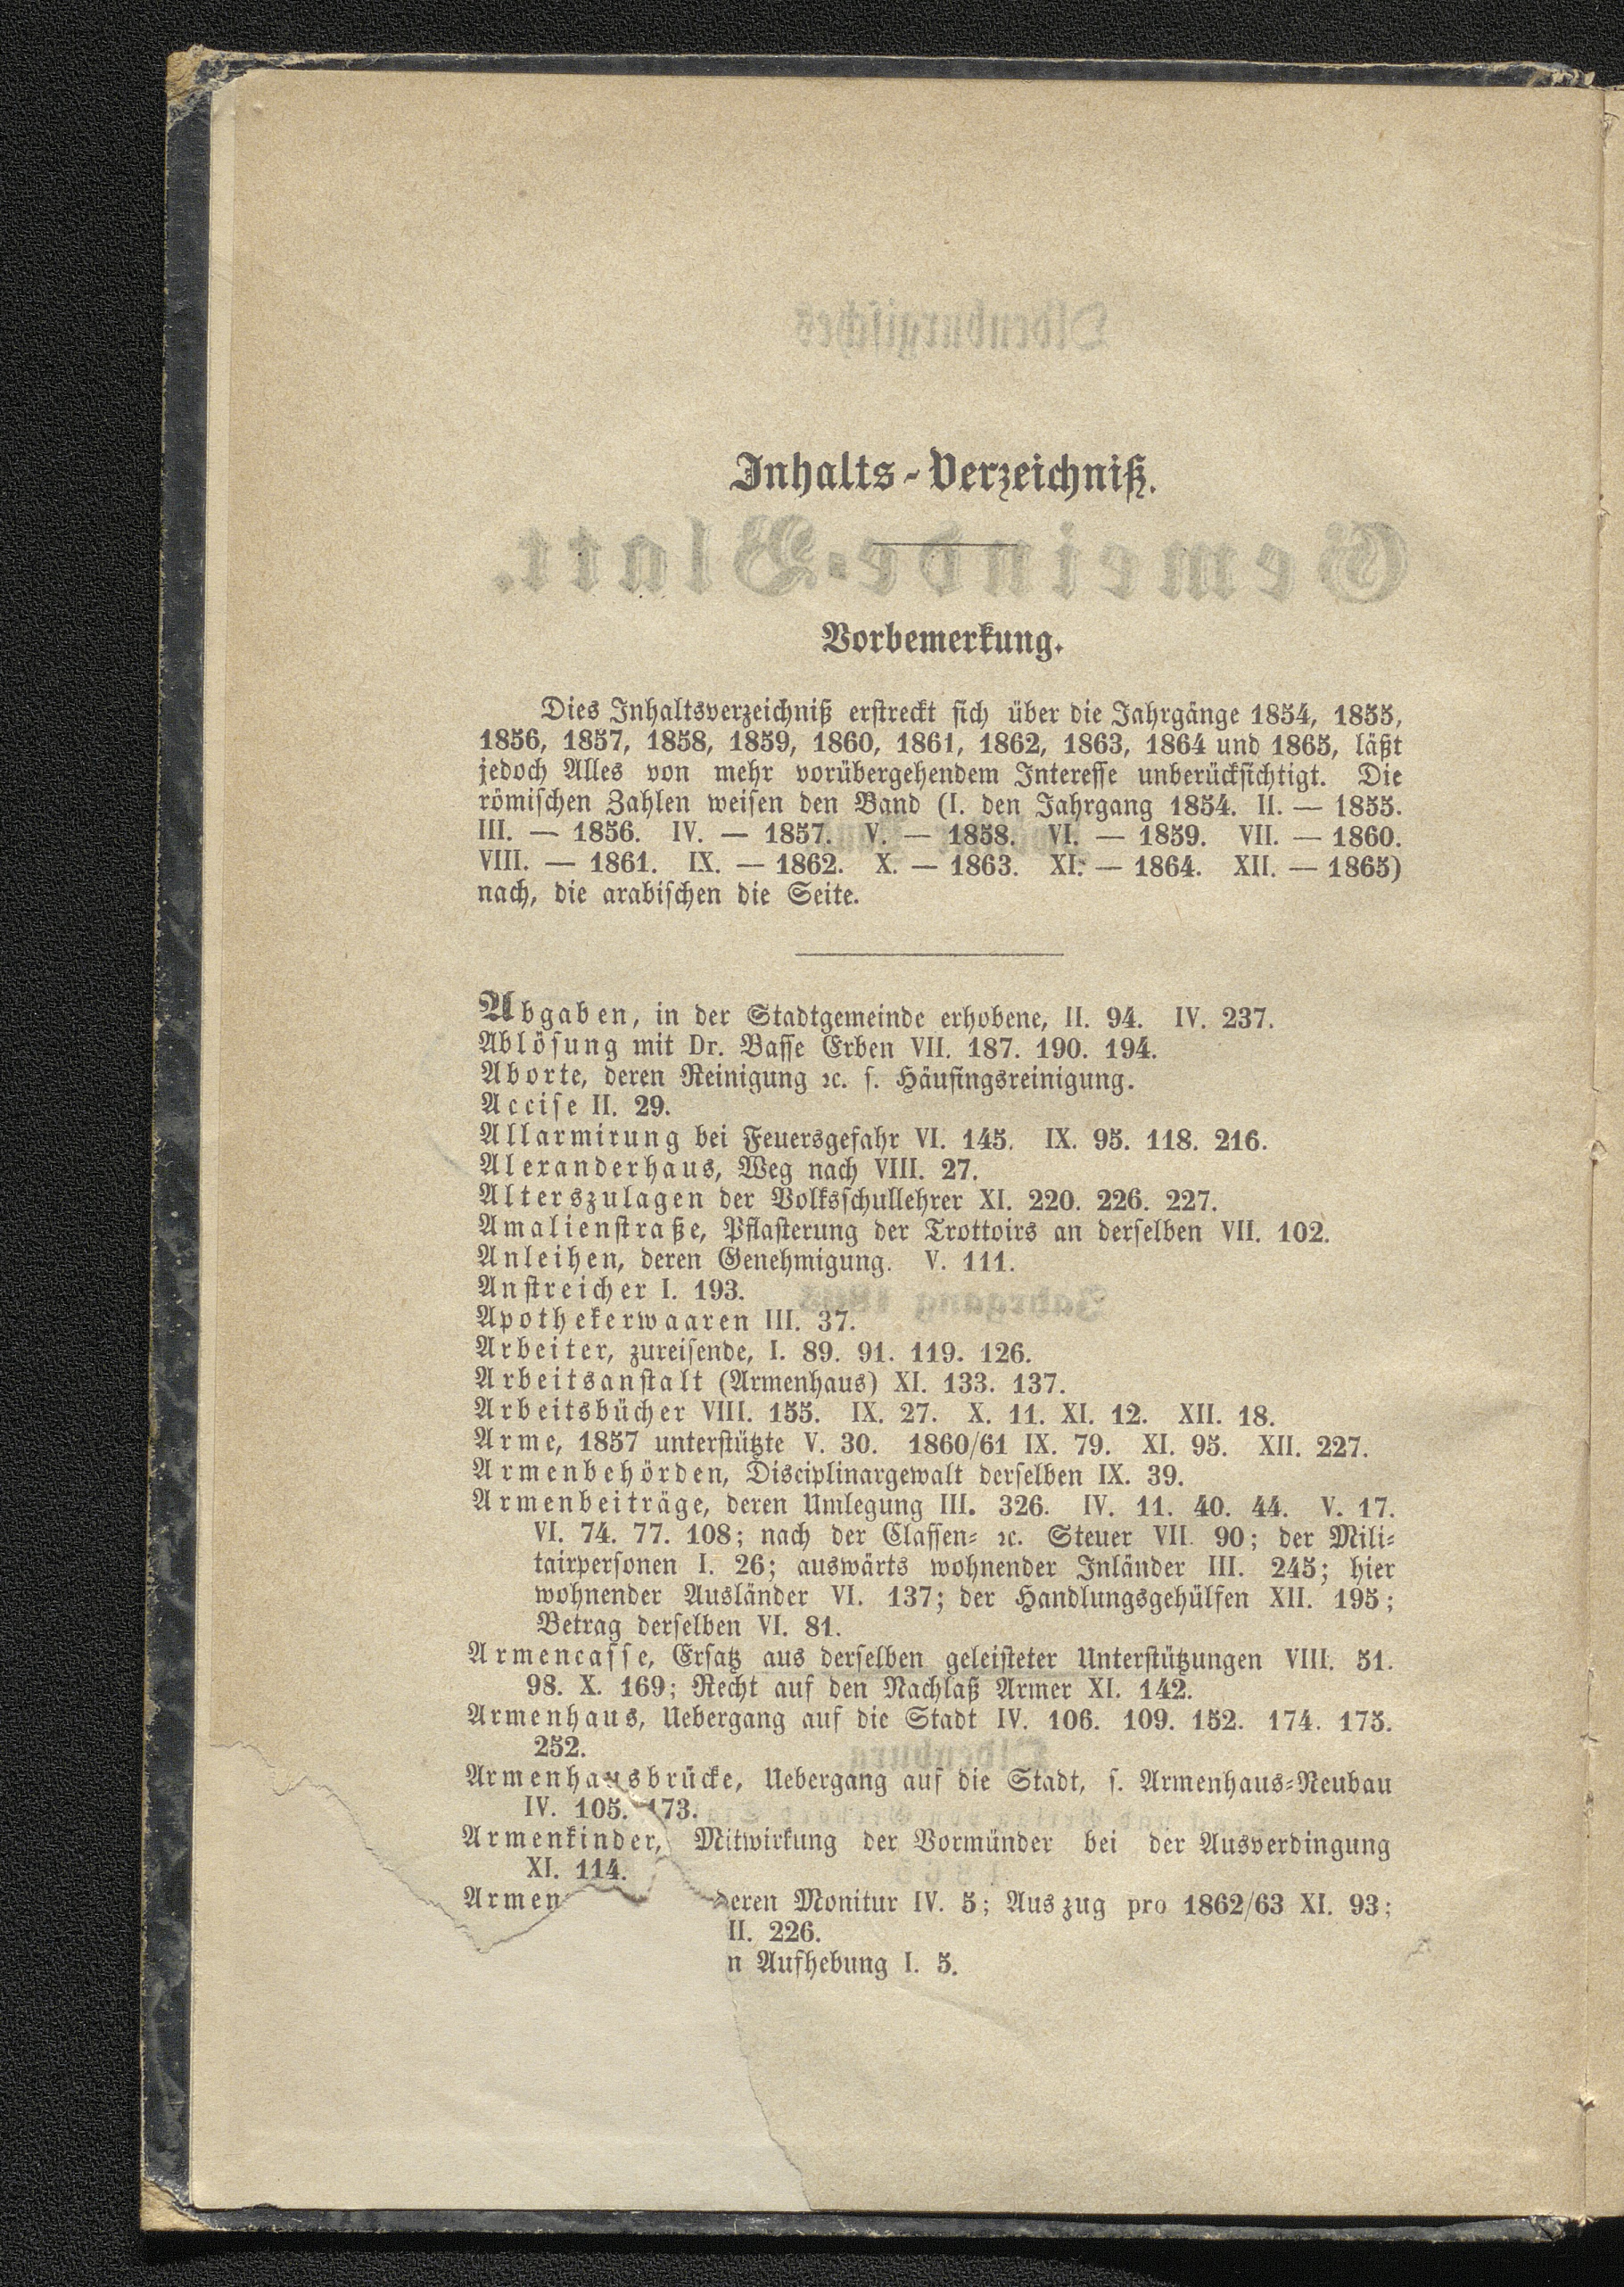 Inhalts-Verzeichniß.
Vorbemerkung.
Dies Inhaltsverzeichniß erstreckt sich über die Jahrgänge 1854, 1855,
1856, 1857, 1858, 1859, 1860, 1861, 1862, 1863, 1864 und 1865, läßt
jedoch Alles von mehr vorübergehendem Interesse unberücksichtigt. Die
römischen Zahlen weisen den Band (I. den Jahrgang 1854. II. — 1855.
III. — 1856. IV. — 1857. V. — 1858. VI. — 1859. VII. — 1860.
VIII. — 1861. IX. — 1862. X. — 1863. XI. — 1864. XII. — 1865)
nach, die arabischen die Seite.
Abgaben, in der Stadtgemeinde erhobene, II. 94. IV. 237.
Ablösung mit Dr. Basse Erben VII. 187. 190. 194.
Aborte, deren Reinigung ꝛc. s. Häusingsreinigung.
Accise II. 29.
Allarmirung bei Feuersgefahr VI. 145. IX. 95. 118. 216.
Alexanderhaus, Weg nach VIII. 27.
Alterszulagen der Volksschullehrer XI. 220. 226. 227.
Amalienstraße, Pflasterung der Trottoirs an derselben VII. 102.
Anleihen, deren Genehmigung. V. 111.
Anstreicher I. 193.
Apothekerwaaren III. 37.
Arbeiter, zureisende, I. 89. 91. 119. 126.
Arbeitsanstalt (Armenhaus) XI. 133. 137.
Arbeitsbücher VIII. 155. IX. 27. X. 11. XI. 12. XII. 18.
Arme, 1857 unterstützte V. 30. 1860/61 IX. 79. XI. 95. XII. 227.
Armenbehörden, Disciplinargewalt derselben IX. 39.
Armenbeiträge, deren Umlegung III. 326. IV. 11. 40. 44. V. 17.
VI. 74. 77. 108; nach der Classen- ꝛc. Steuer VII. 90; der Mili-
tairpersonen I. 26; auswärts wohnender Inländer III. 245; hier
wohnender Ausländer VI. 137; der Handlungsgehülfen XII. 195;
Betrag derselben VI. 81.
Armencasse, Ersatz aus derselben geleisteter Unterstützungen VIII. 51.
98. X. 169; Recht auf den Nachlaß Armer XI. 142.
Armenhaus, Uebergang auf die Stadt IV. 106. 109. 152. 174. 175.
252.
Armenhausbrücke, Uebergang auf die Stadt, s. Armenhaus-Neubau
IV. 105. 173.
Armenkinder, Mitwirkung der Vormünder bei der Ausverdingung
XI. 114.
Armen deren Monitur IV. 5; Auszug pro 1862/63 XI. 93;
II. 226.
n Aufhebung I. 5.